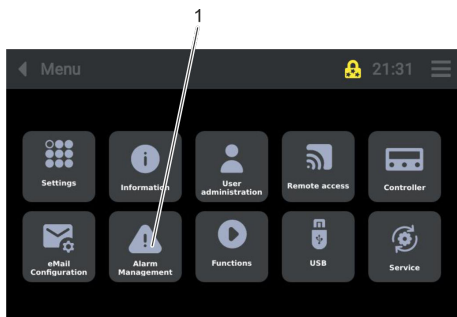 1
Menu
21:31
Settings
Information
User
administration
Remote access
Controller
eMail
Configuration
Alarm
Management
Functions
USB
Service